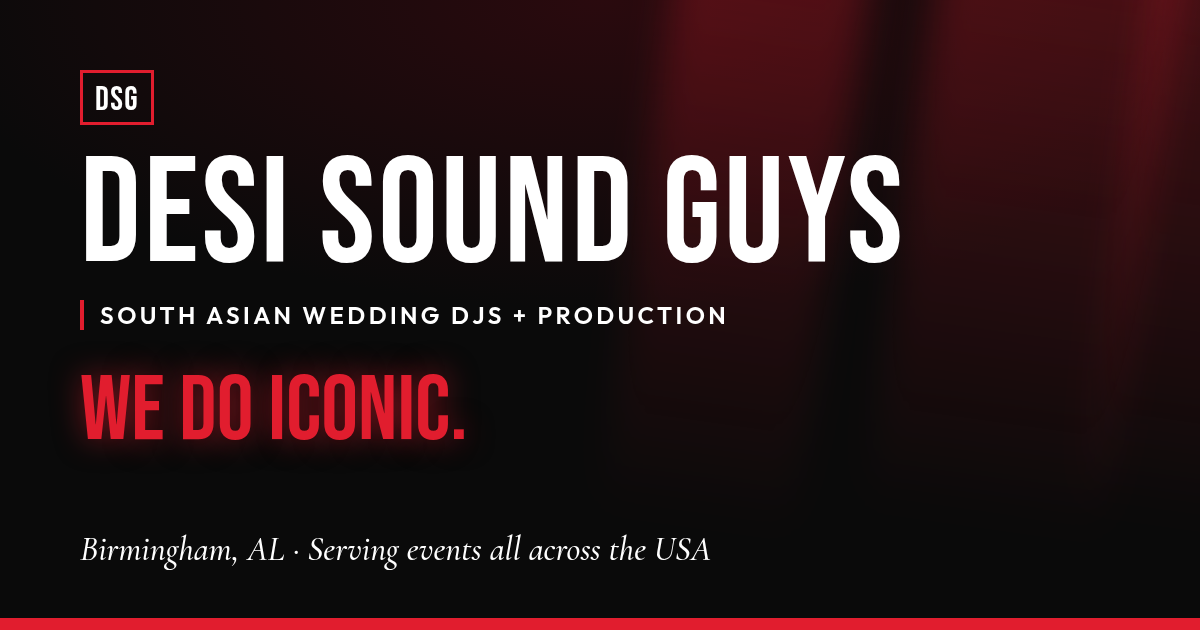 DSG
DESI SOUND GUYS
SOUTH ASIAN WEDDING DJS + PRODUCTION
WE DO ICONIC.
Birmingham, AL · Serving events all across the USA